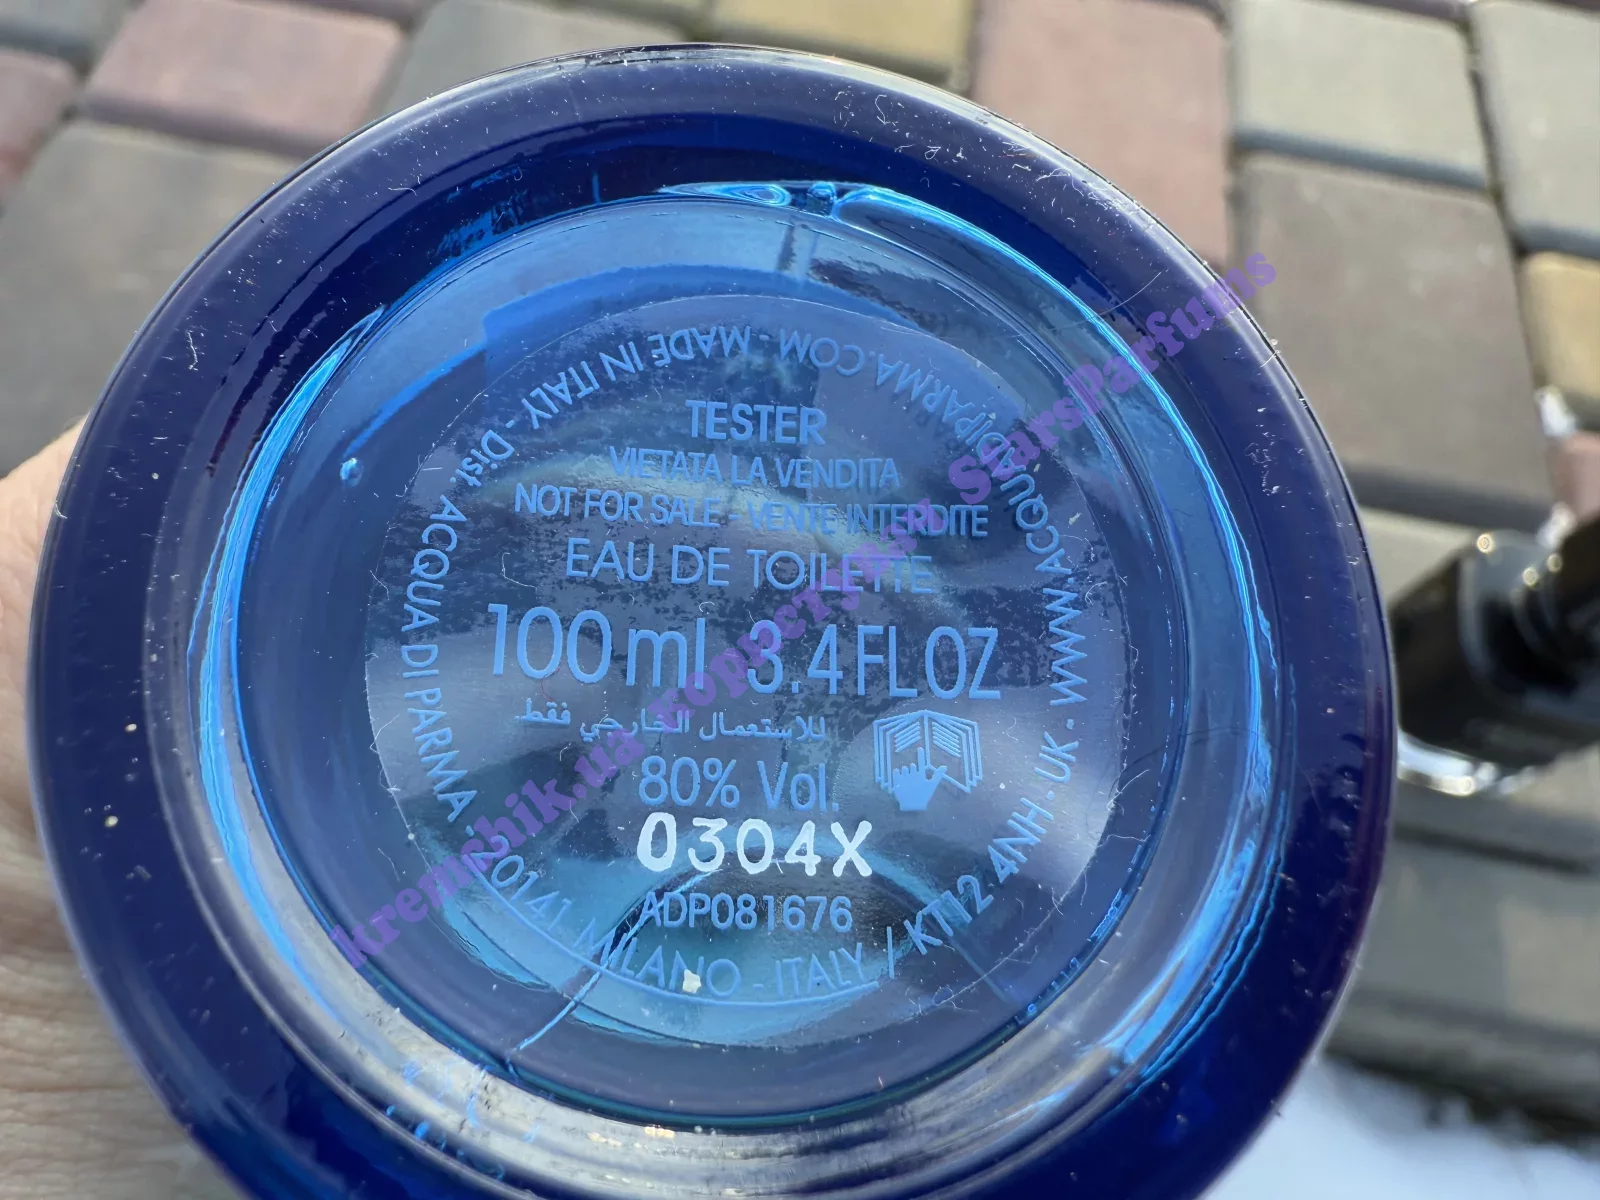 TESTER
VIETATA LA VENDITA
NOT FOR SALE - VENTE INTERDITE
EAU DE TOILETTE
100 ml 3.4 FL OZ
للاستعمال الخارجي فقط
80% Vol.
0304X
ADP081676
Dist ACQUA DI PARMA - 20141 MILANO - ITALY / KT12 4NH - UK - WWW.ACQUADIPARMA.COM - MADE IN ITALY -
kremchik.ua StarsParfums